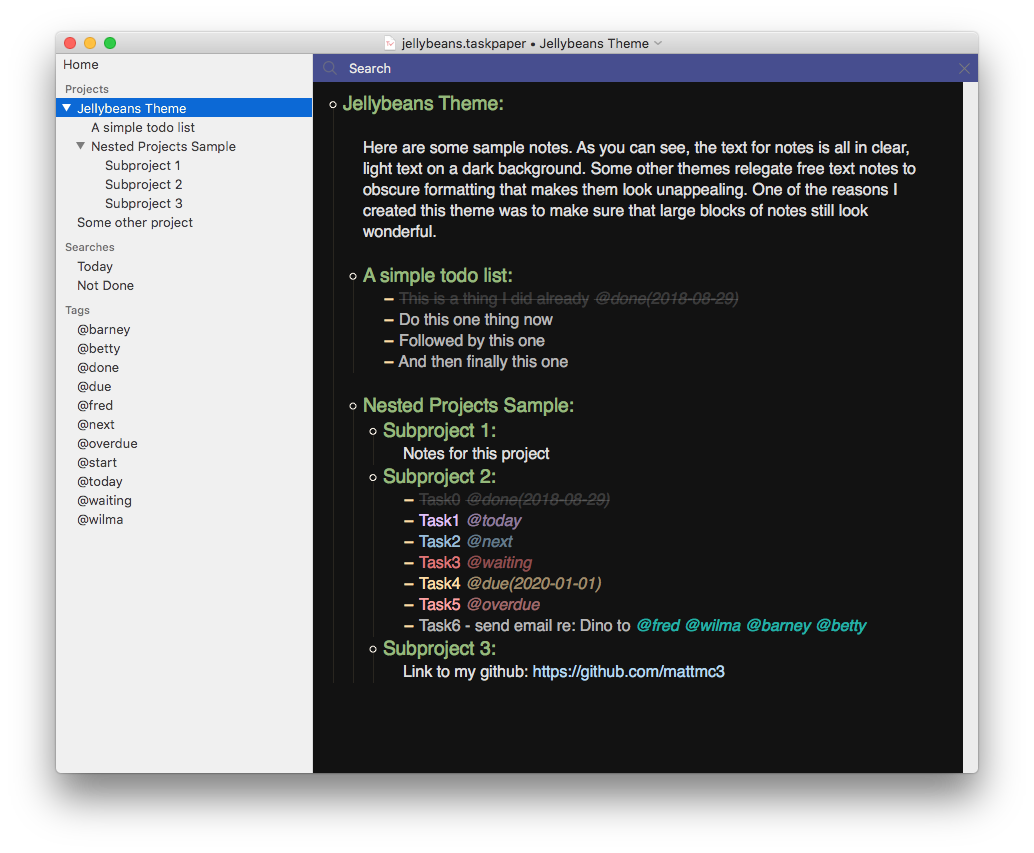 jellybeans.taskpaper • Jellybeans Theme
Home
Projects
Jellybeans Theme
A simple todo list
Nested Projects Sample
Subproject 1
Subproject 2
Subproject 3
Some other project
Searches
Today
Not Done
Tags
@barney
@betty
@done
@due
@fred
@next
@overdue
@start
@today
@waiting
@wilma
Search
Jellybeans Theme:
Here are some sample notes. As you can see, the text for notes is all in clear,
light text on a dark background. Some other themes relegate free text notes to
obscure formatting that makes them look unappealing. One of the reasons I
created this theme was to make sure that large blocks of notes still look
wonderful.
A simple todo list:
– This is a thing I did already @done(2018-08-29)
– Do this one thing now
– Followed by this one
– And then finally this one
Nested Projects Sample:
Subproject 1:
Notes for this project
Subproject 2:
– Task0 @done(2018-08-29)
– Task1 @today
– Task2 @next
– Task3 @waiting
– Task4 @due(2020-01-01)
– Task5 @overdue
– Task6 - send email re: Dino to @fred @wilma @barney @betty
Subproject 3:
Link to my github: https://github.com/mattmc3